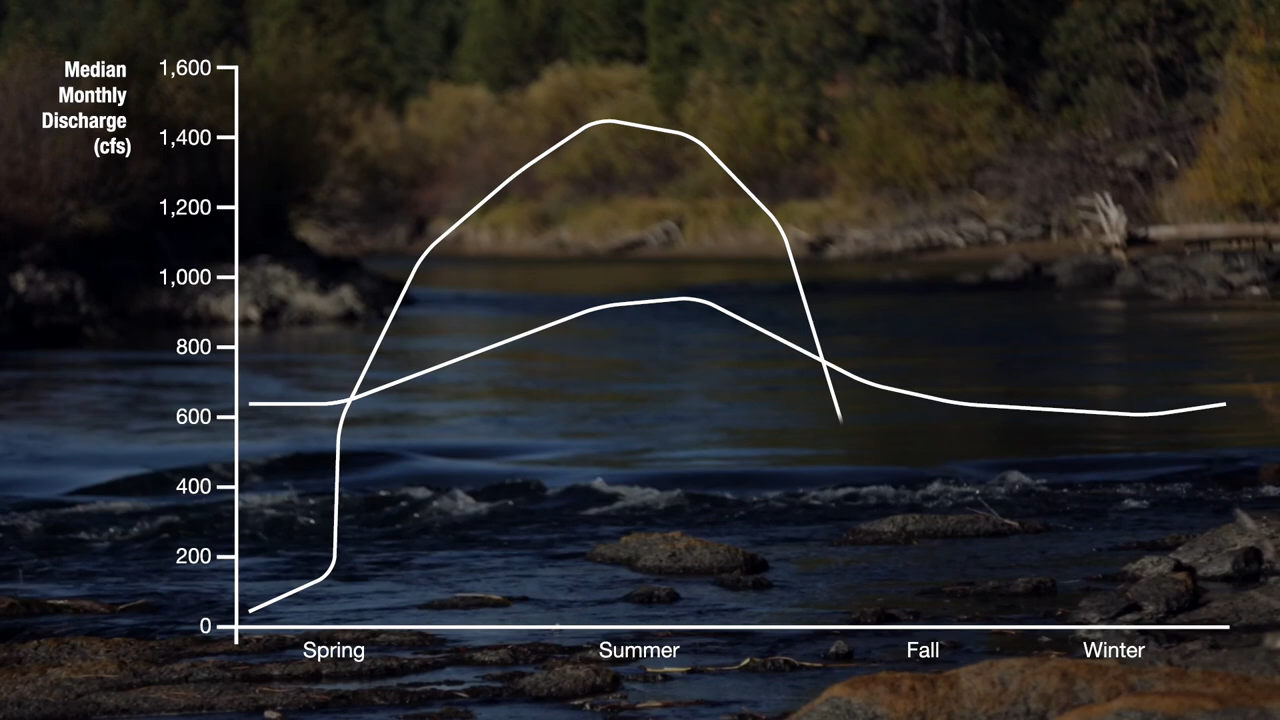 Median
Monthly
Discharge
(cfs)
1,600
1,400
1,200
1,000
800
600
400
200
0
Spring Summer Fall Winter